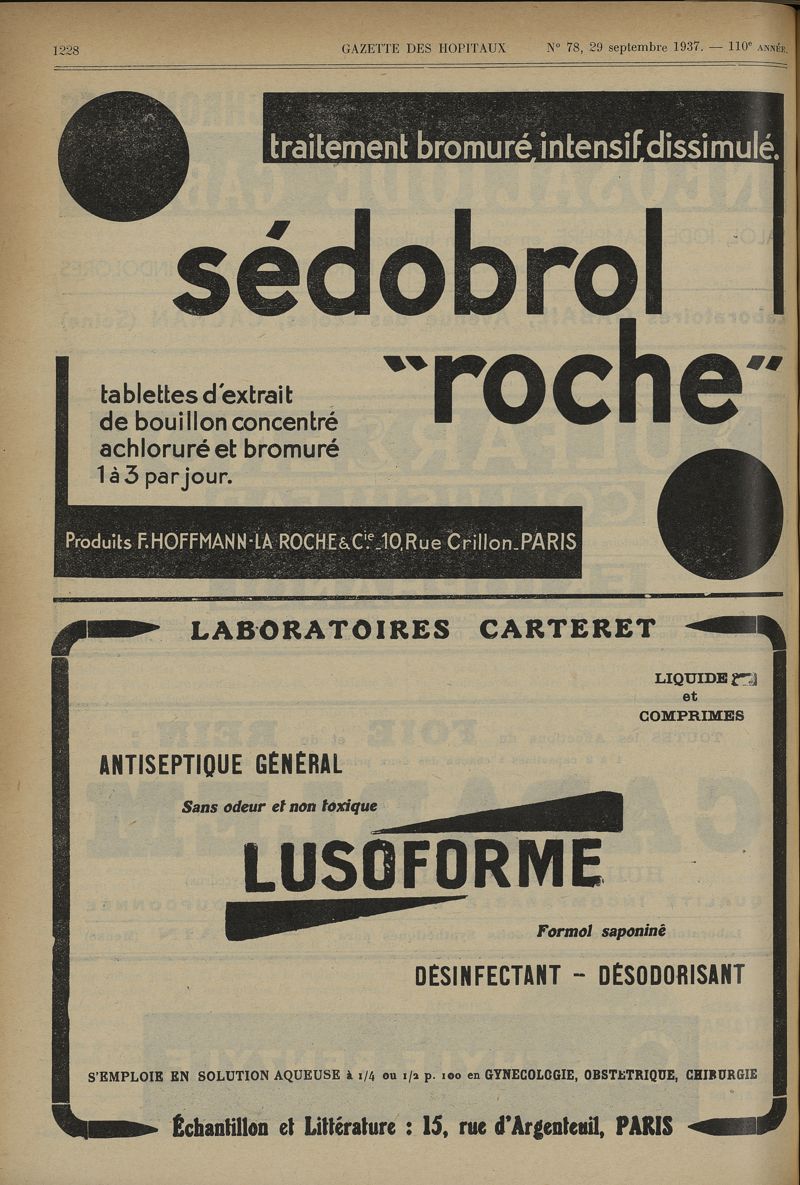 1228 GAZETTE DES HOPITAUX N° 78, 29 septembre 1937. — 110e ANNÉE.
traitement bromuré, intensif, dissimulé.
sédobrol
"roche"
tablettes d'extrait
de bouillon concentré
achloruré et bromuré
1 à 3 par jour.
Produits F. HOFFMANN-LA ROCHE & Cie. 10, Rue Crillon_PARIS
LABORATOIRES CARTERET
LIQUIDE
et
COMPRIMES
ANTISEPTIQUE GÉNÉRAL
Sans odeur et non toxique
LUSOFORME
Formol saponiné
DÉSINFECTANT - DÉSODORISANT
S'EMPLOIE EN SOLUTION AQUEUSE à 1/4 ou 1/2 p. 100 en GYNECOLOGIE, OBSTETRIQUE, CHIRURGIE
Échantillon et Littérature : 15, rue d'Argenteuil, PARIS